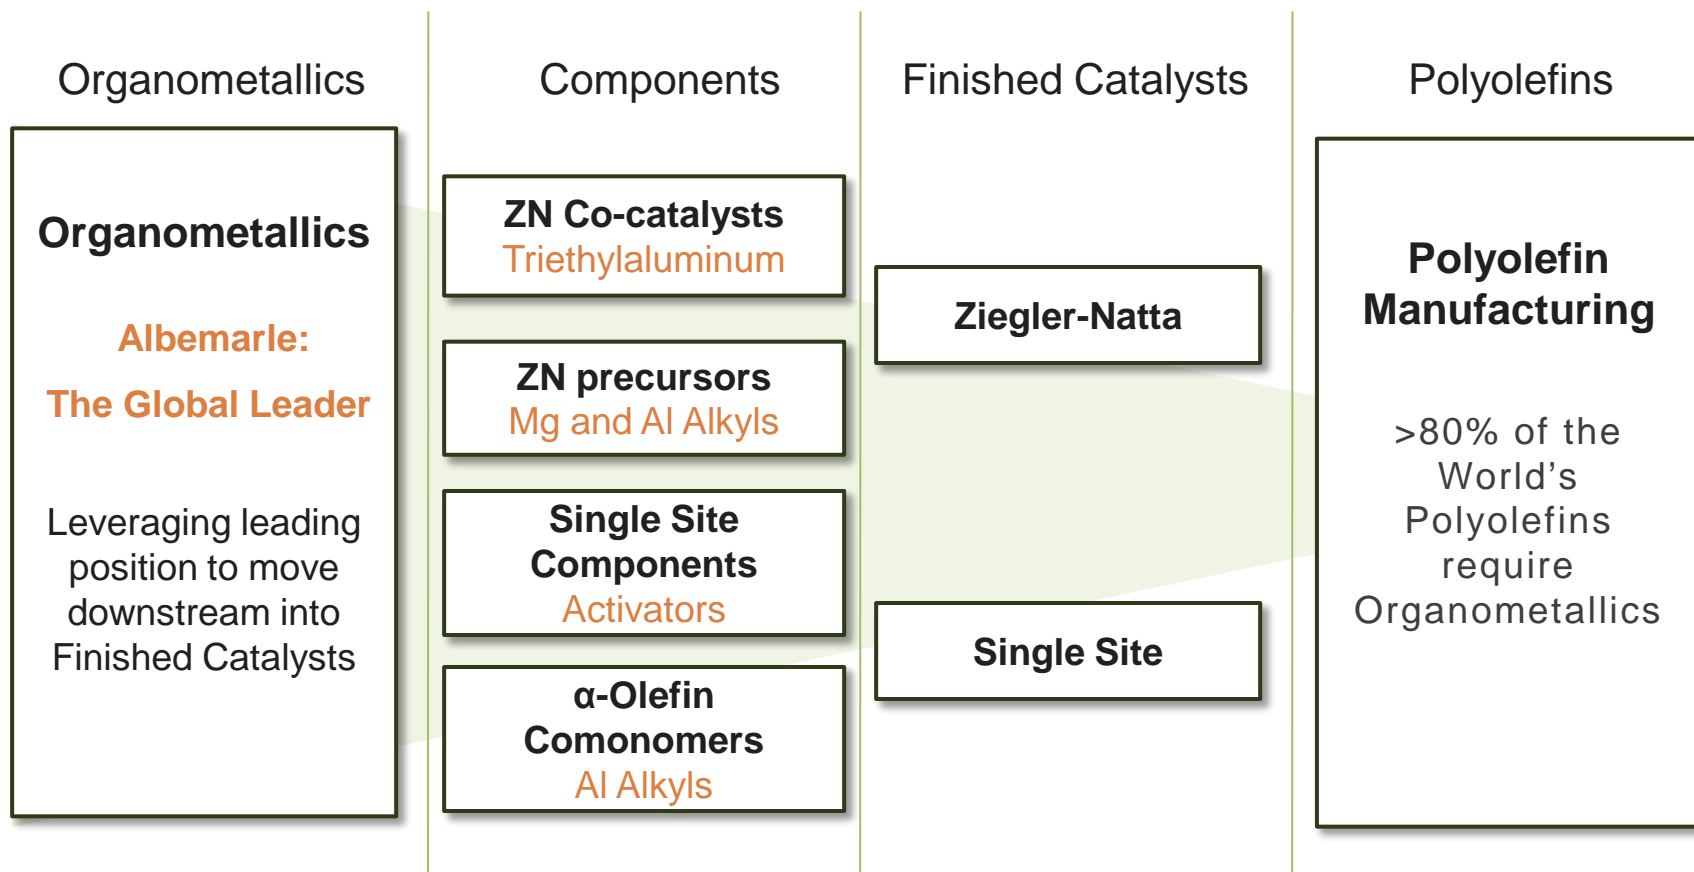 Organometallics
Components
Finished Catalysts
Polyolefins
Organometallics
Albemarle:
The Global Leader
Leveraging leading
position to move
downstream into
Finished Catalysts
ZN Co-catalysts
Triethylaluminum
ZN precursors
Mg and Al Alkyls
Single Site
Components
Activators
α-Olefin
Comonomers
Al Alkyls
Ziegler-Natta
Single Site
Polyolefin
Manufacturing
>80% of the
World’s
Polyolefins
require
Organometallics